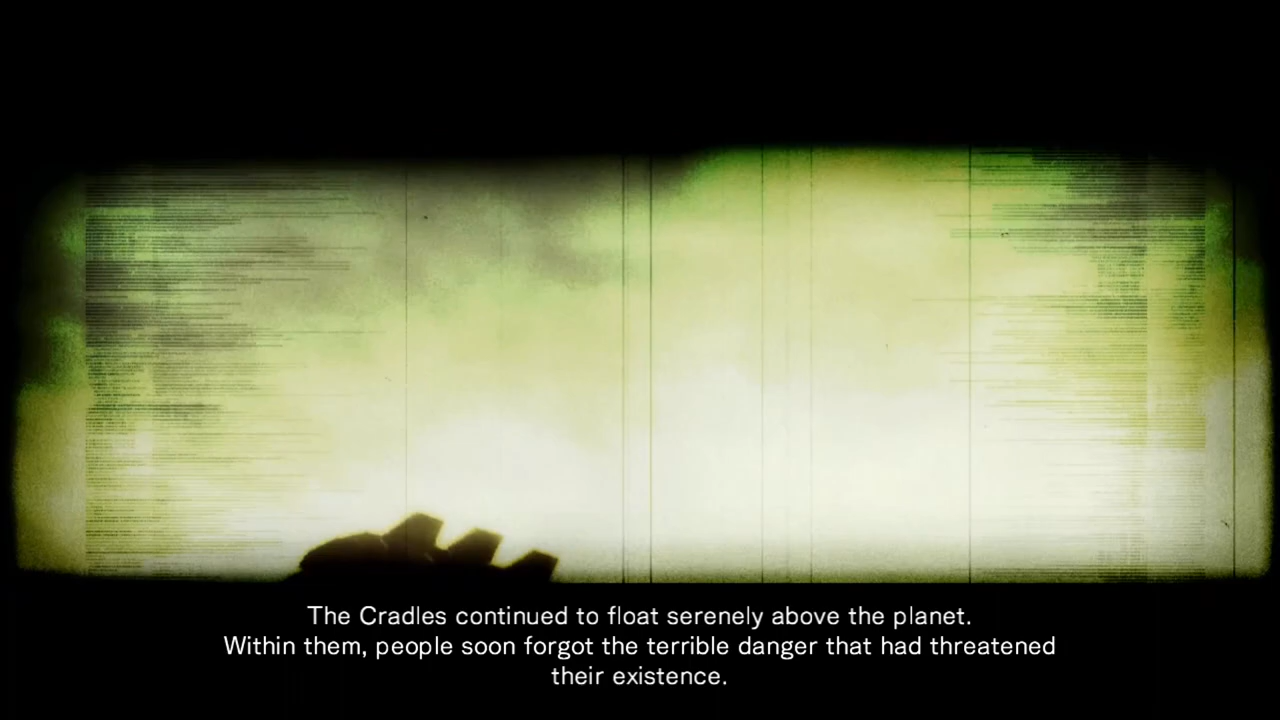 The Cradles continued to float serenely above the planet.
Within them, people soon forgot the terrible danger that had threatened
their existence.